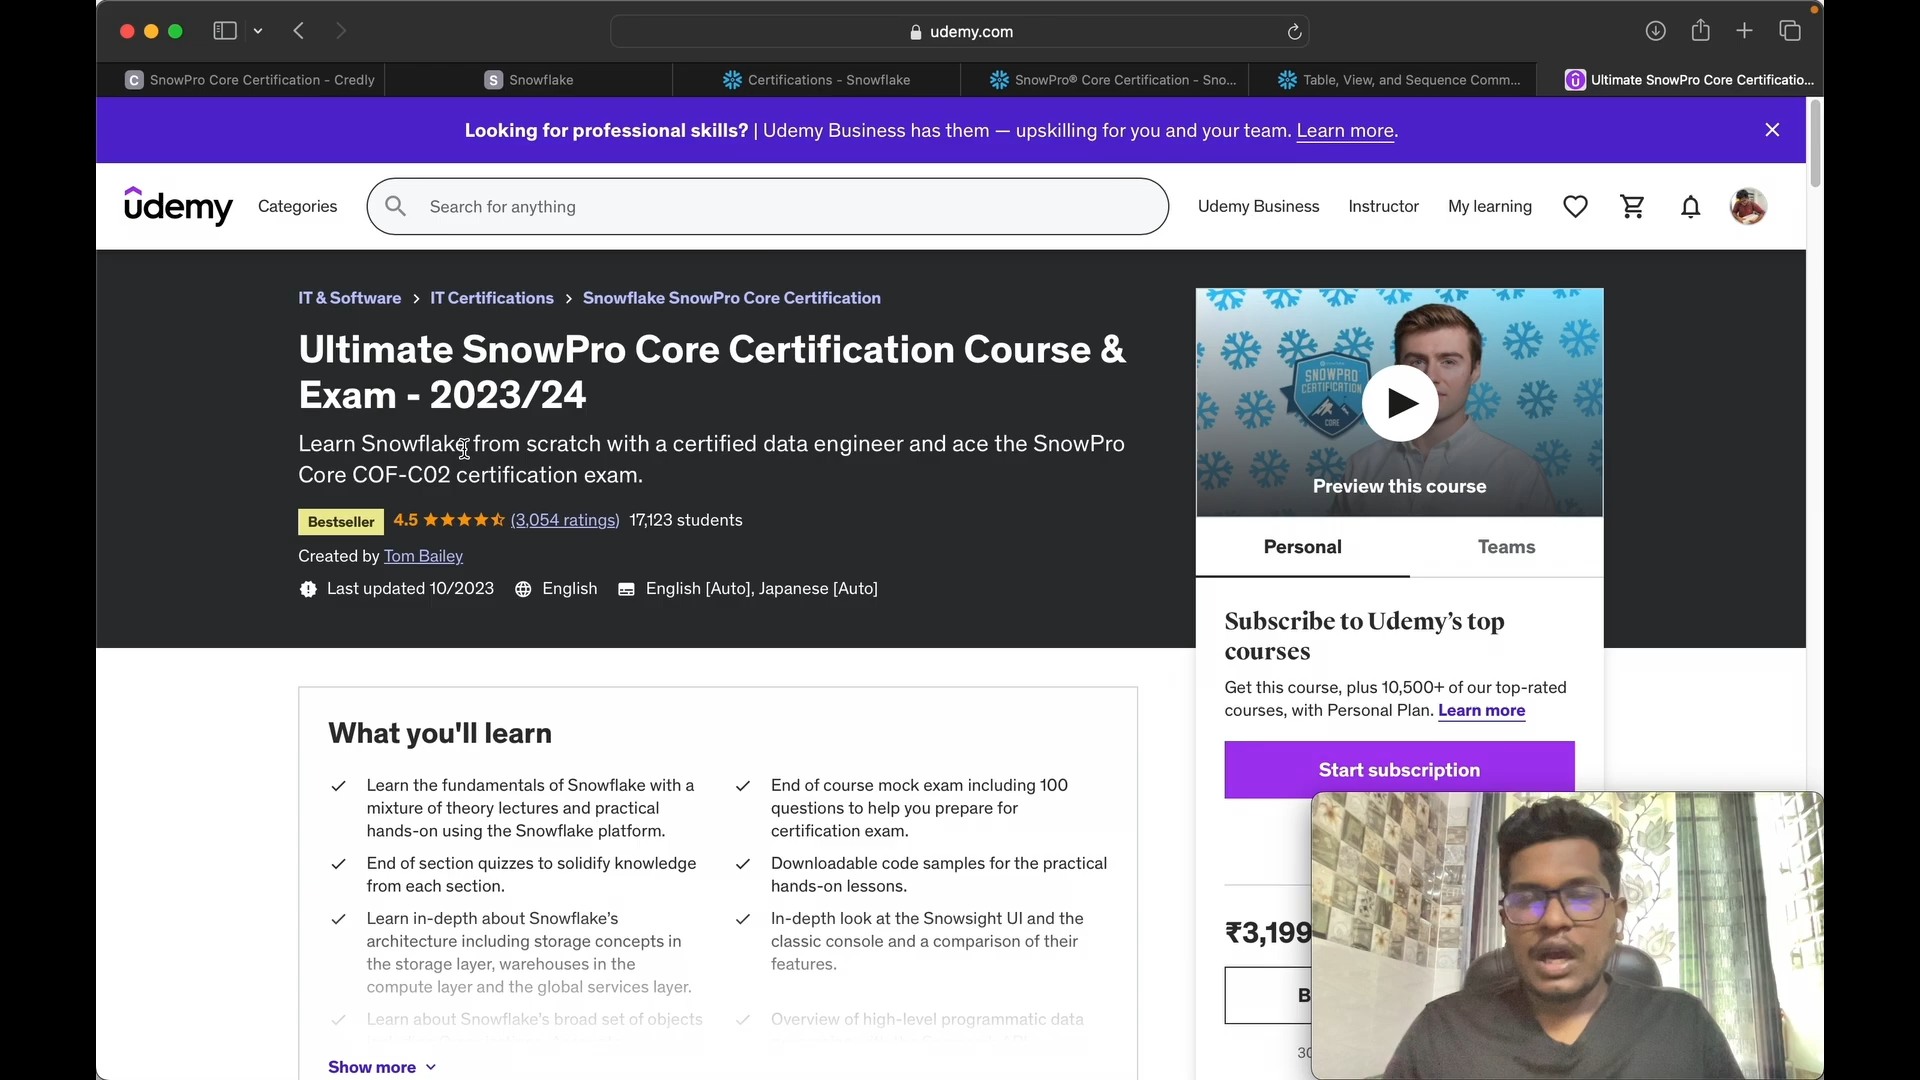 udemy.com
SnowPro Core Certification - Credly
Snowflake
Certifications - Snowflake
SnowPro® Core Certification - Sno...
Table, View, and Sequence Comm...
Ultimate SnowPro Core Certificatio...
Looking for professional skills? | Udemy Business has them — upskilling for you and your team. Learn more.
udemy
Categories
Search for anything
Udemy Business
Instructor
My learning
IT & Software > IT Certifications > Snowflake SnowPro Core Certification
Ultimate SnowPro Core Certification Course &
Exam - 2023/24
Learn Snowflake from scratch with a certified data engineer and ace the SnowPro
Core COF-C02 certification exam.
Bestseller 4.5 (3,054 ratings) 17,123 students
Created by Tom Bailey
Last updated 10/2023 English English [Auto], Japanese [Auto]
SNOWPRO
CERTIFICATION
CORE
Preview this course
Personal
Teams
Subscribe to Udemy's top
courses
Get this course, plus 10,500+ of our top-rated
courses, with Personal Plan. Learn more
Start subscription
₹3,199
B
30
What you'll learn
Learn the fundamentals of Snowflake with a
mixture of theory lectures and practical
hands-on using the Snowflake platform.
End of section quizzes to solidify knowledge
from each section.
Learn in-depth about Snowflake's
architecture including storage concepts in
the storage layer, warehouses in the
compute layer and the global services layer.
Learn about Snowflake's broad set of objects
End of course mock exam including 100
questions to help you prepare for
certification exam.
Downloadable code samples for the practical
hands-on lessons.
In-depth look at the Snowsight UI and the
classic console and a comparison of their
features.
Overview of high-level programmatic data
Show more